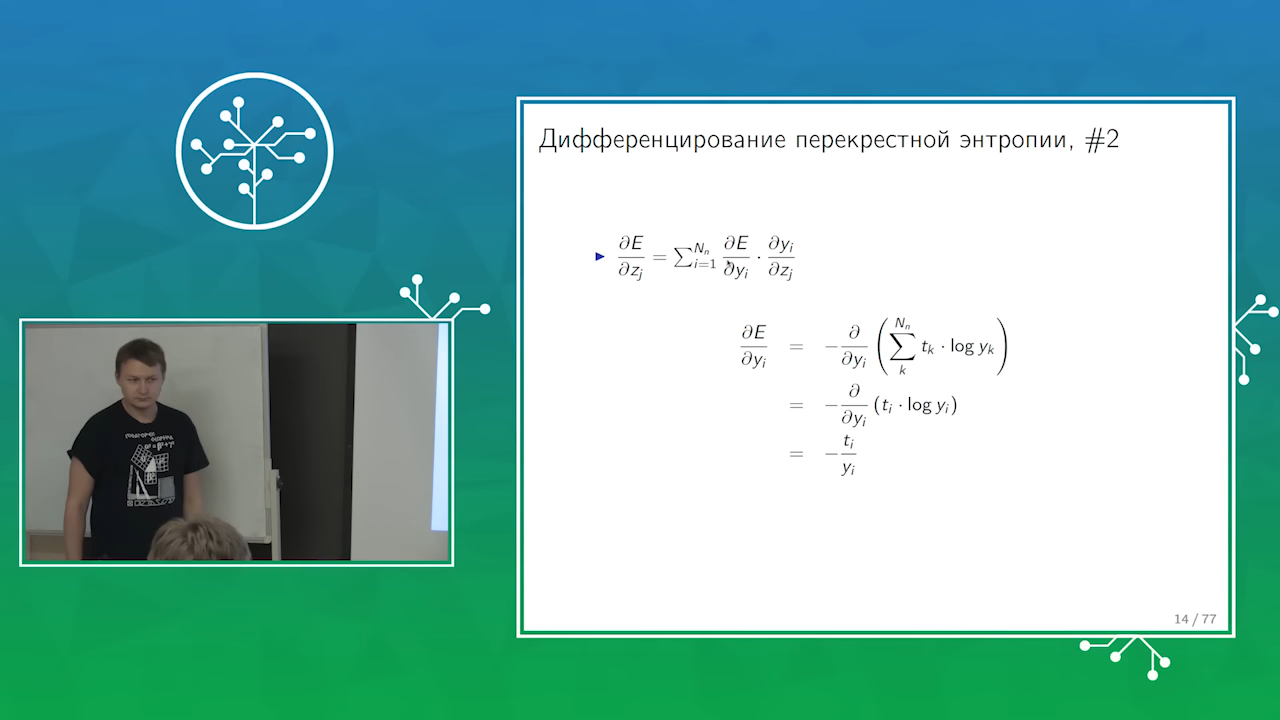 Дифференцирование перекрестной энтропии, #2
▶ ∂E/∂z_j = ∑_{i=1}^{N_n} ∂E/∂y_i · ∂y_i/∂z_j
∂E/∂y_i = −∂/∂y_i (∑_k^{N_n} t_k · log y_k)
= −∂/∂y_i (t_i · log y_i)
= −t_i/y_i
14 / 77